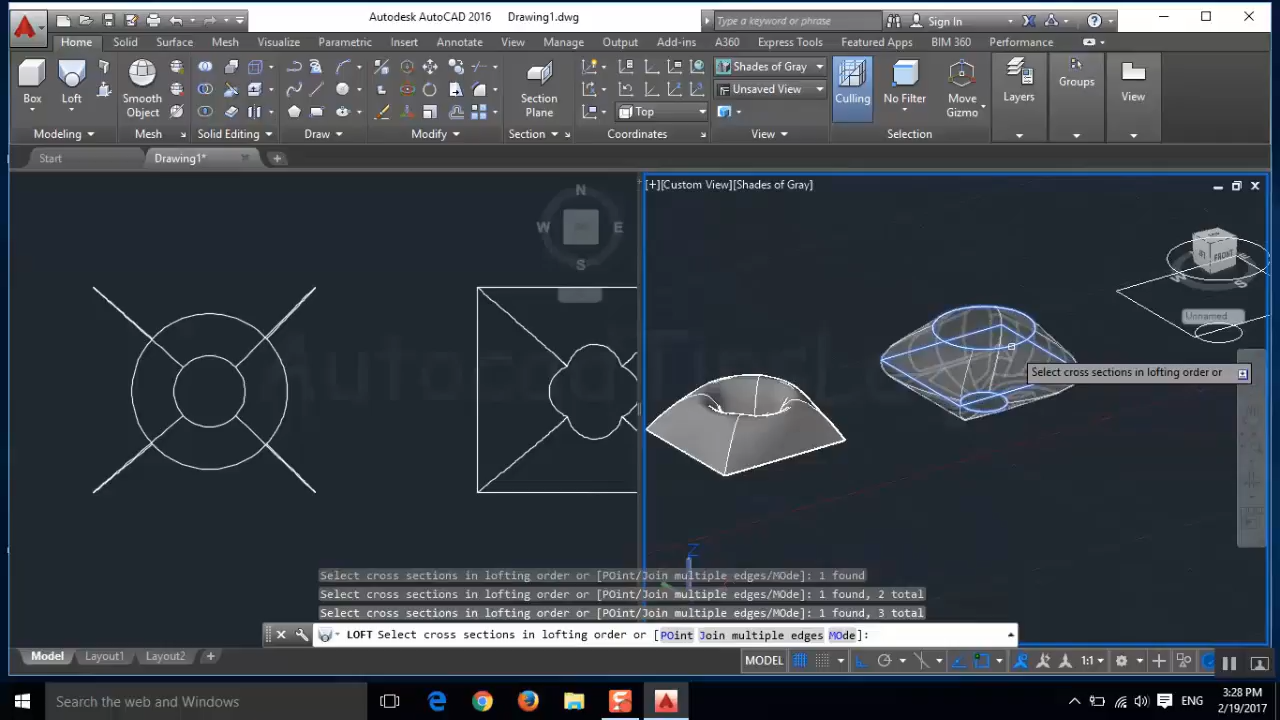 Autodesk AutoCAD 2016 Drawing1.dwg
Type a keyword or phrase
Sign In
Home Solid Surface Mesh Visualize Parametric Insert Annotate View Manage Output Add-ins A360 Express Tools Featured Apps BIM 360 Performance
Box
Loft
Smooth
Object
Section
Plane
Top
Shades of Gray
Unsaved View
Culling
No Filter
Move
Gizmo
Layers
Groups
View
Modeling Mesh Solid Editing Draw Modify Section Coordinates View Selection
Start Drawing1*
[+][Custom View][Shades of Gray]
N
W E
S
FRONT
S
Unnamed
Select cross sections in lofting order or
Z
Select cross sections in lofting order or [POint/Join multiple edges/MOde]: 1 found
Select cross sections in lofting order or [POint/Join multiple edges/MOde]: 1 found, 2 total
Select cross sections in lofting order or [POint/Join multiple edges/MOde]: 1 found, 3 total
LOFT Select cross sections in lofting order or [POint Join multiple edges MOde]:
Model Layout1 Layout2
MODEL
1:1
Search the web and Windows
ENG
3:28 PM
2/19/2017